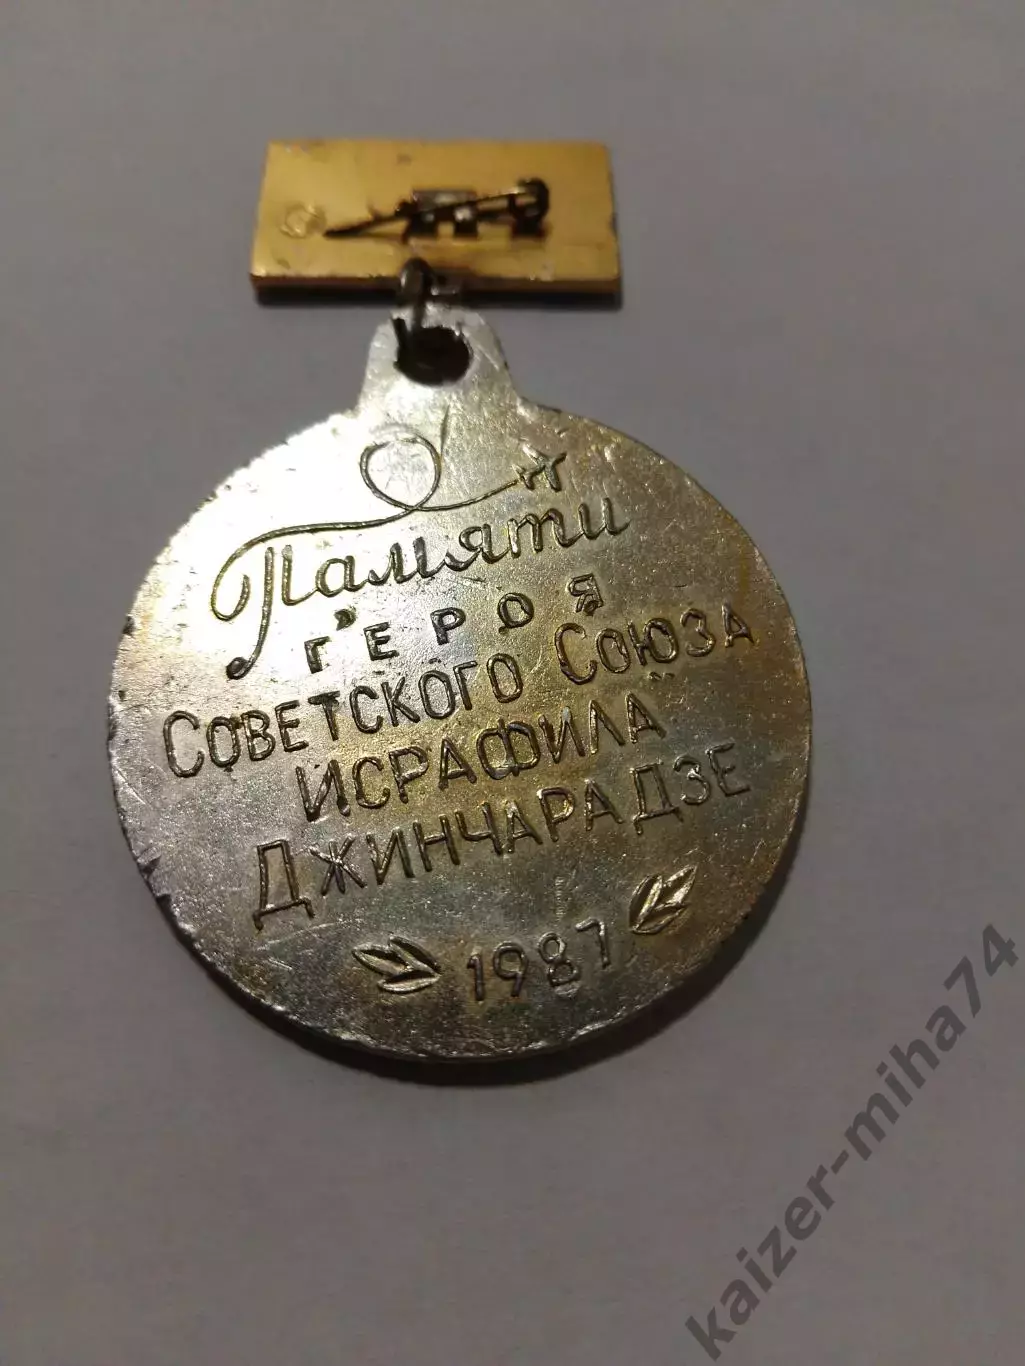 Памяти
ГЕРОЯ
СОВЕТСКОГО СОЮЗА
ИСРАФИЛА
ДЖИНЧАРАДЗЕ
1987
kaizer-miha74